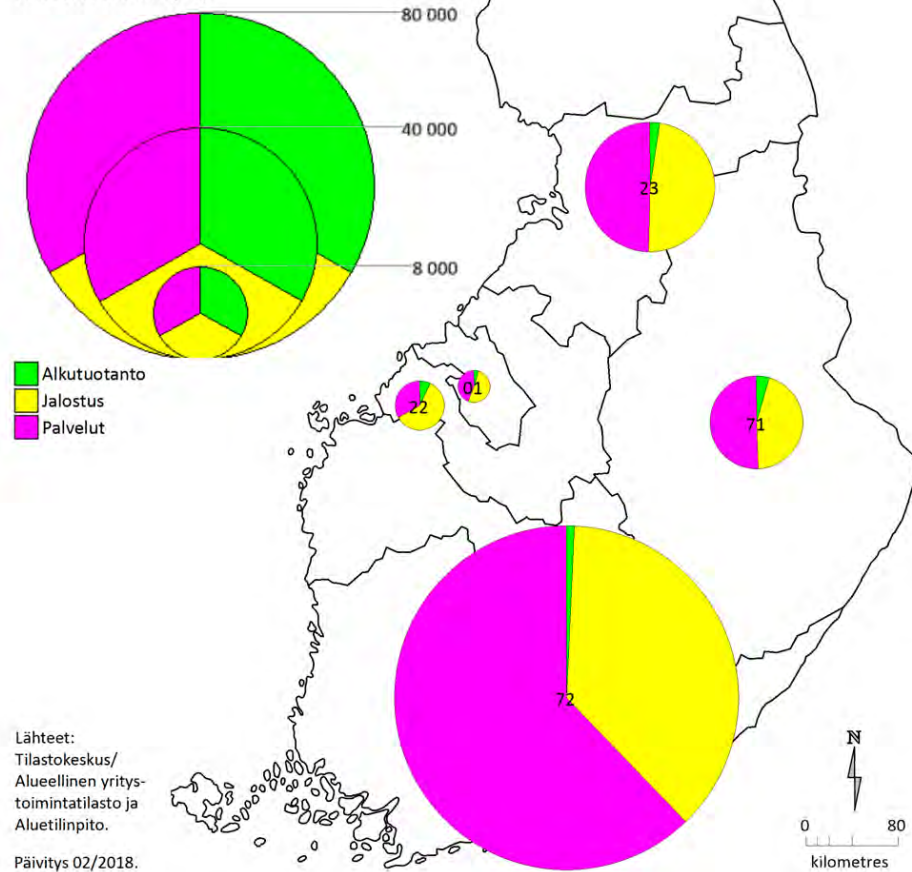 80 000
40 000
8 000
Alkutuotanto
Jalostus
Palvelut
23
01
22
71
72
Lähteet:
Tilastokeskus/
Alueellinen yritys-
toimintatilasto ja
Aluetilinpito.
Päivitys 02/2018.
N
0 80
kilometres